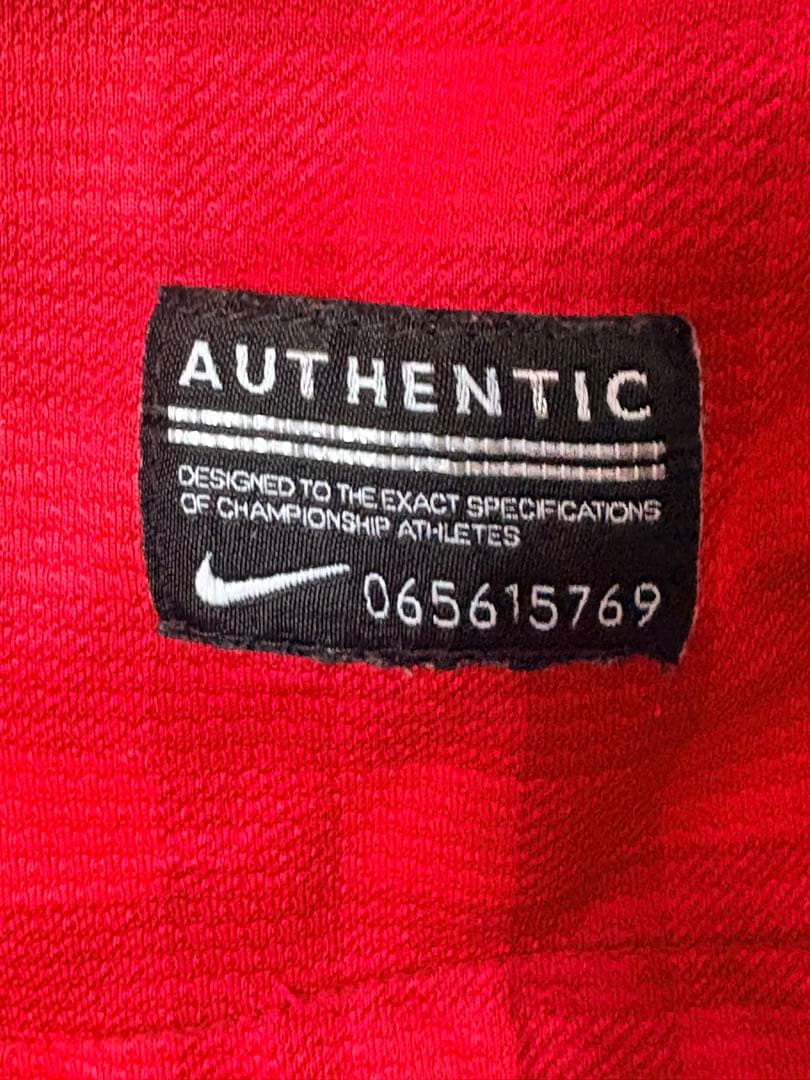 AUTHENTIC
DESIGNED TO THE EXACT SPECIFICATIONS
OF CHAMPIONSHIP ATHLETES
065615769